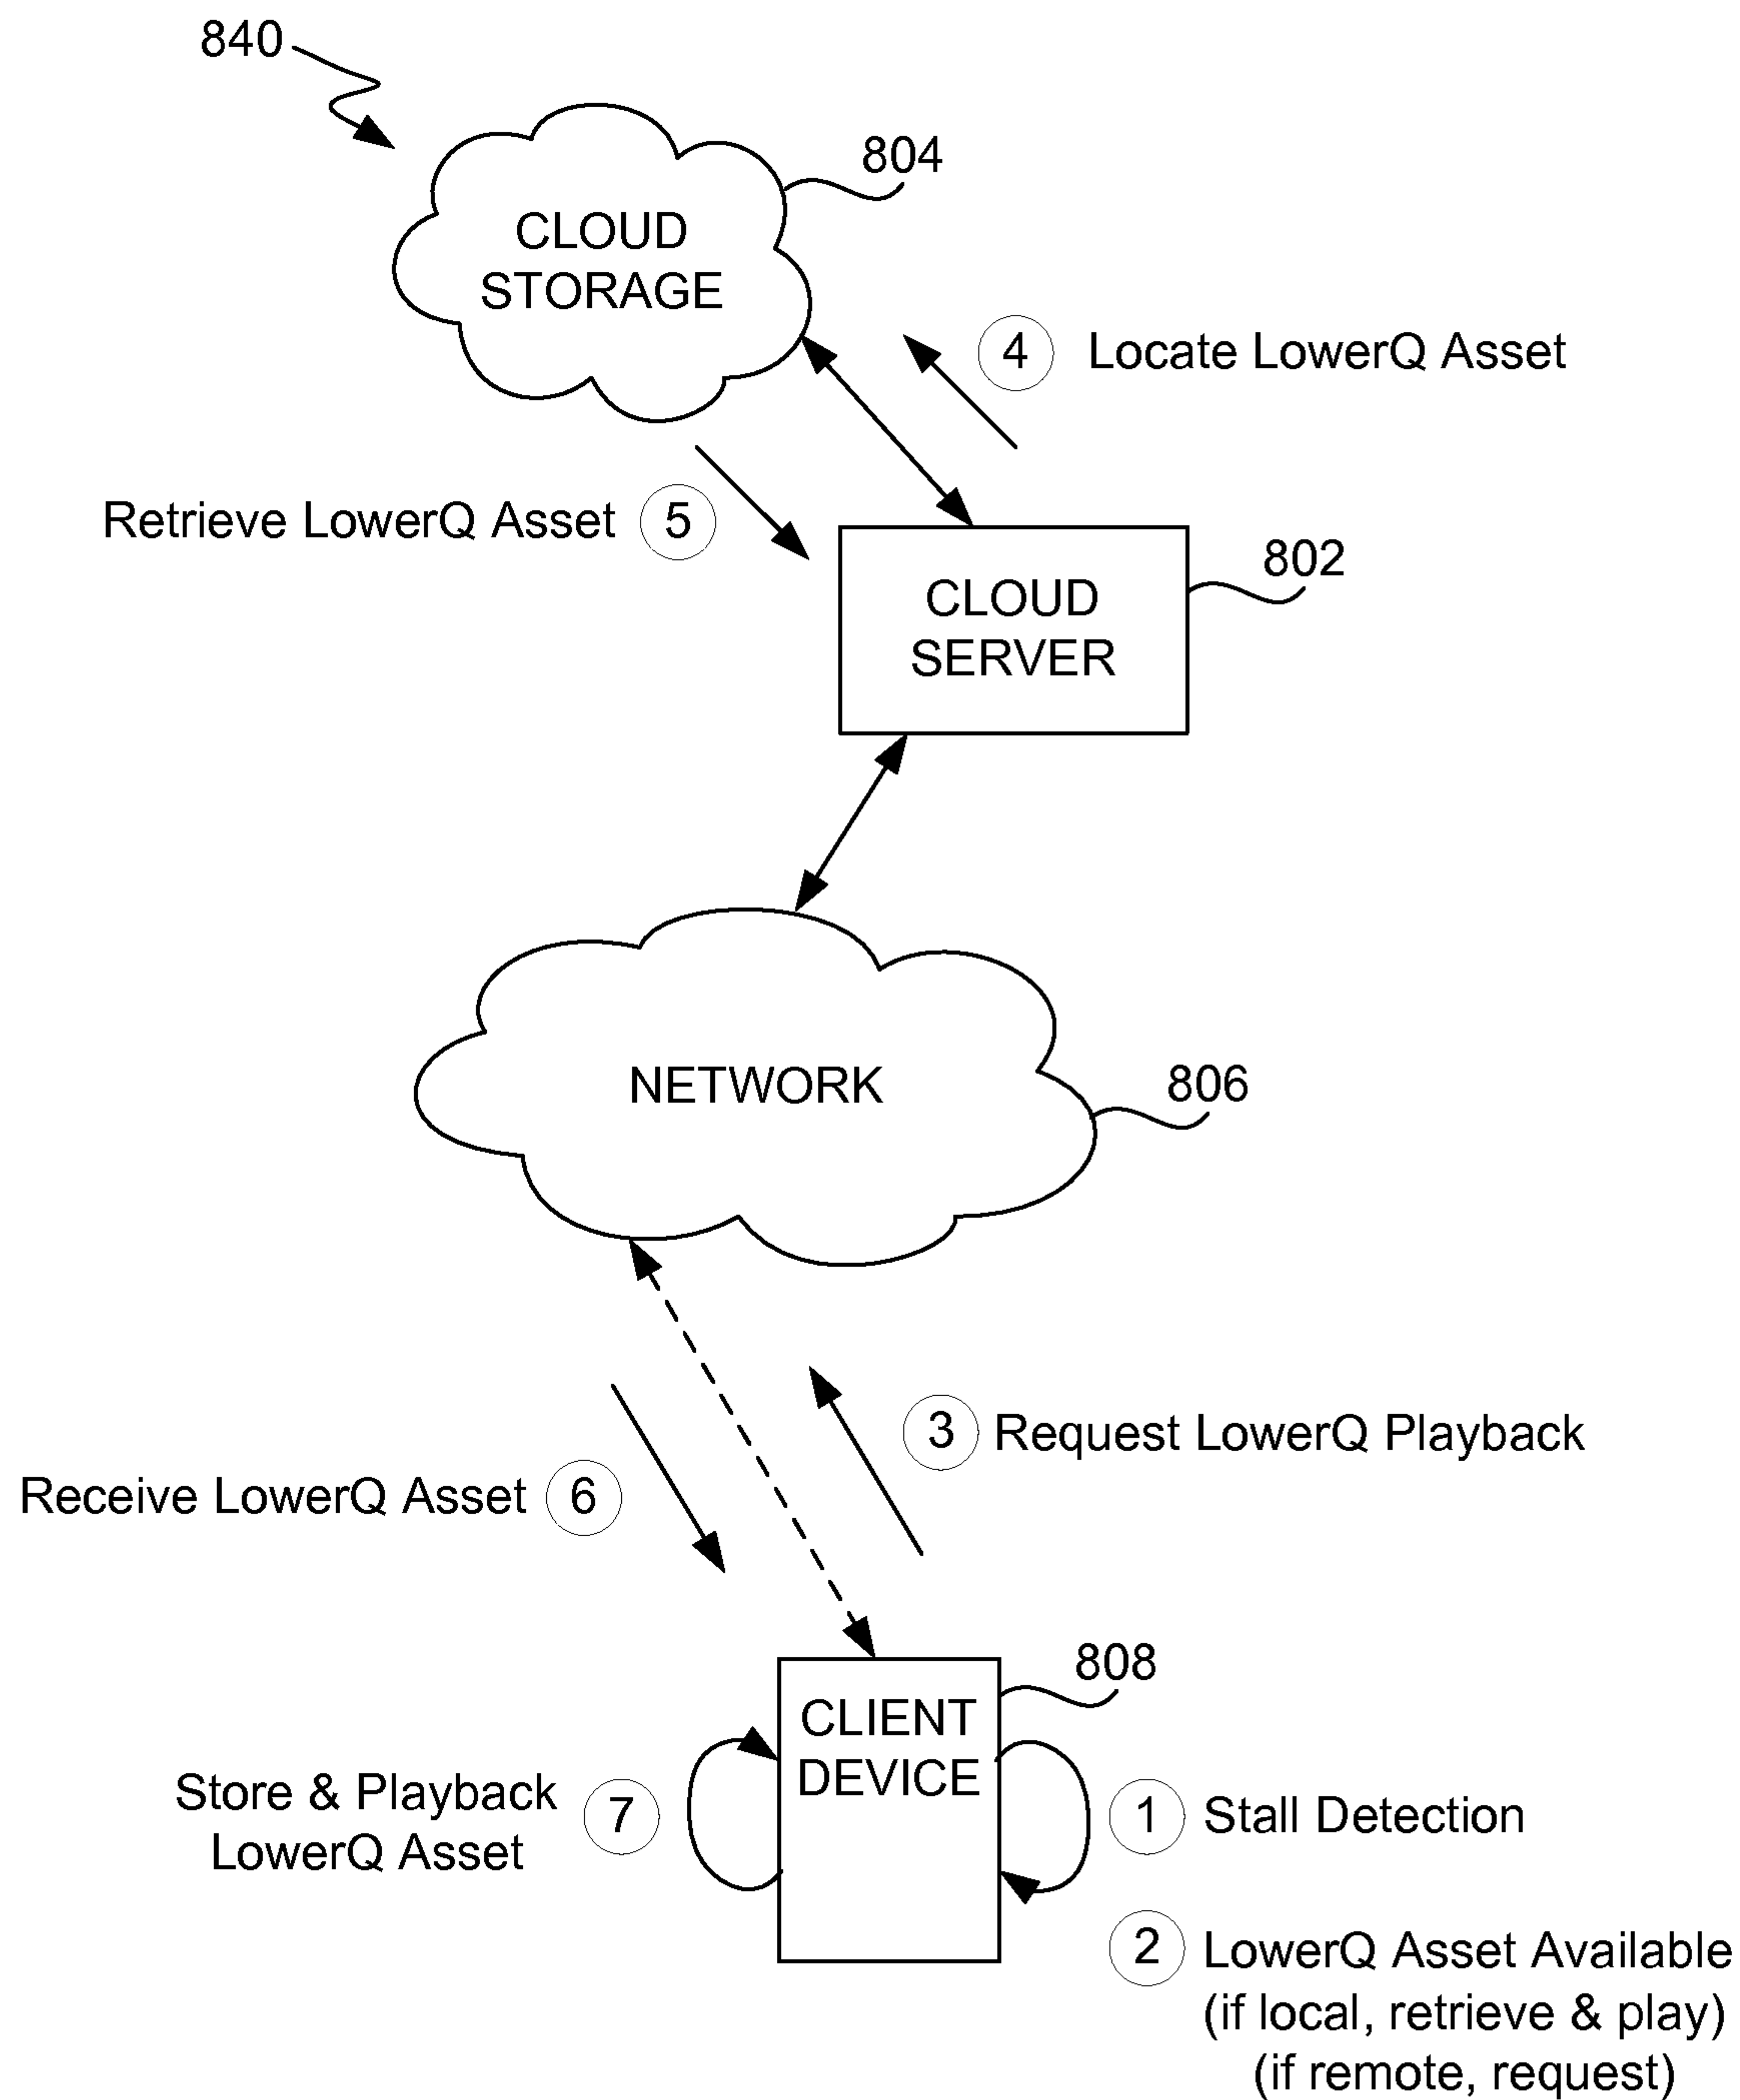 840
804
CLOUD
STORAGE
4 Locate LowerQ Asset
Retrieve LowerQ Asset 5
802
CLOUD
SERVER
NETWORK
806
3 Request LowerQ Playback
Receive LowerQ Asset 6
808
CLIENT
DEVICE
Store & Playback
LowerQ Asset
7
1 Stall Detection
2 LowerQ Asset Available
(if local, retrieve & play)
(if remote, request)